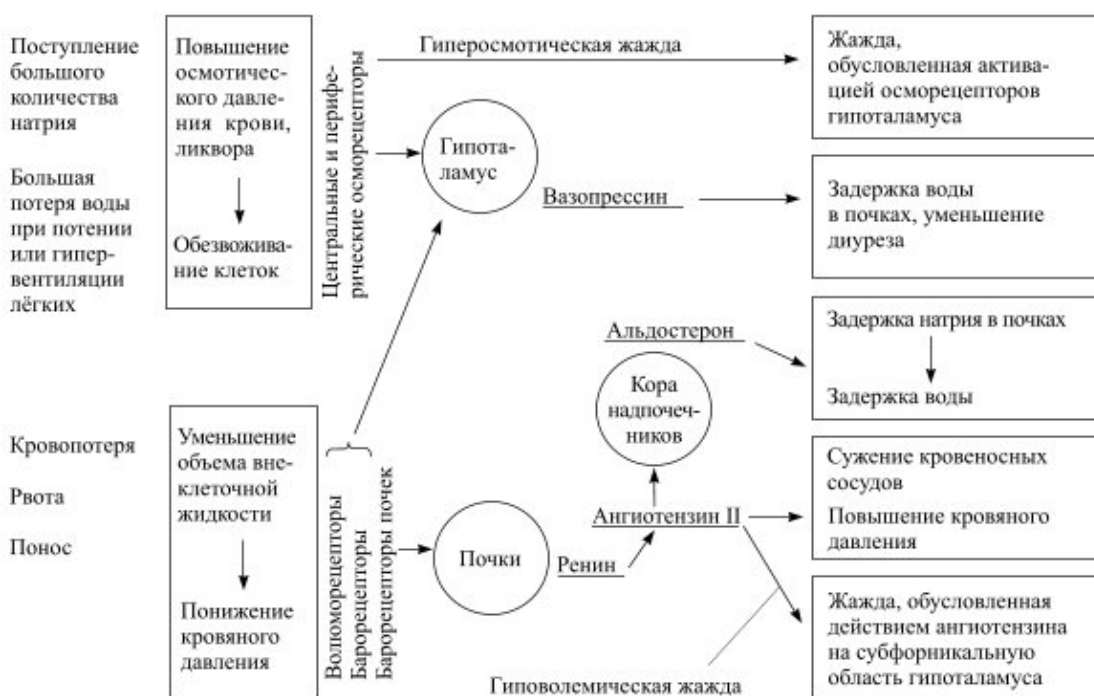 Поступление
большого
количества
натрия
Большая
потеря воды
при потении
или гипер-
вентиляции
лёгких
Повышение
осмотичес-
кого давле-
ния крови,
ликвора
Обезвожива-
ние клеток
Центральные и перифе-
рические осморецепторы
Гиперосмотическая жажда
Гипота-
ламус
Вазопрессин
Жажда,
обусловленная актива-
цией осморецепторов
гипоталамуса
Задержка воды
в почках, уменьшение
диуреза
Кровопотеря
Рвота
Понос
Уменьшение
объема вне-
клеточной
жидкости
Понижение
кровяного
давления
Волюморецепторы
Барорецепторы
Барорецепторы почек
Почки
Ренин
Ангиотензин II
Кора
надпочеч-
ников
Альдостерон
Гиповолемическая жажда
Задержка натрия в почках
Задержка воды
Сужение кровеносных
сосудов
Повышение кровяного
давления
Жажда, обусловленная
действием ангиотензина
на субфорникальную
область гипоталамуса